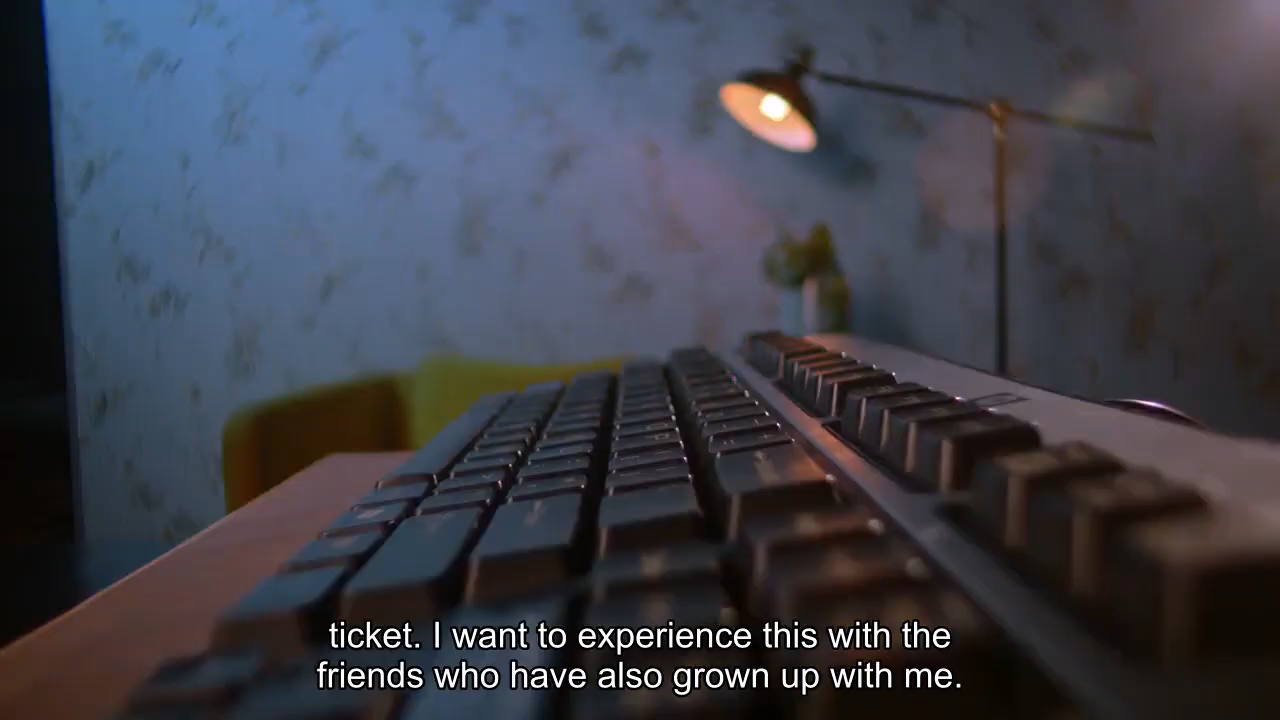 ticket. I want to experience this with the
friends who have also grown up with me.